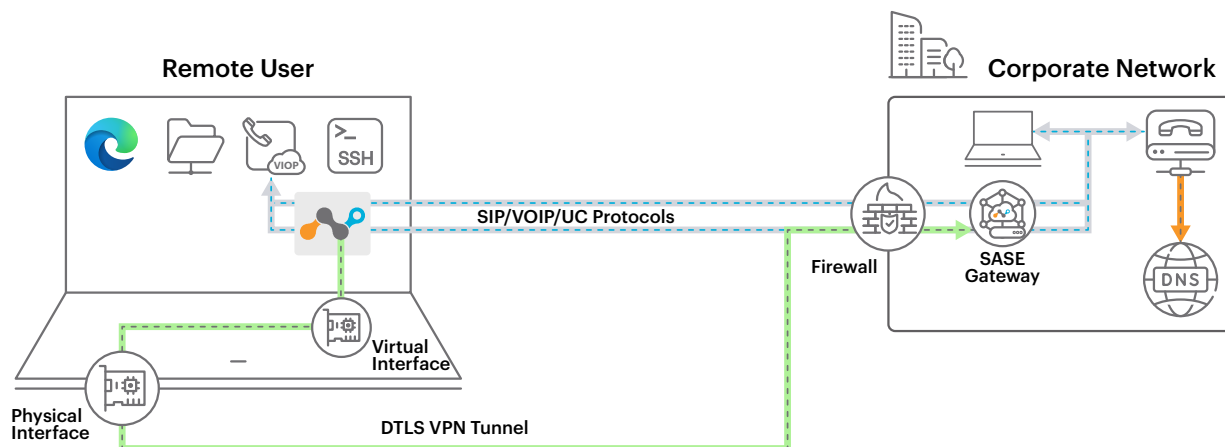 Remote User
Corporate Network
VIOP
>_
SSH
SIP/VOIP/UC Protocols
Firewall
SASE
Gateway
DNS
Virtual
Interface
Physical
Interface
DTLS VPN Tunnel